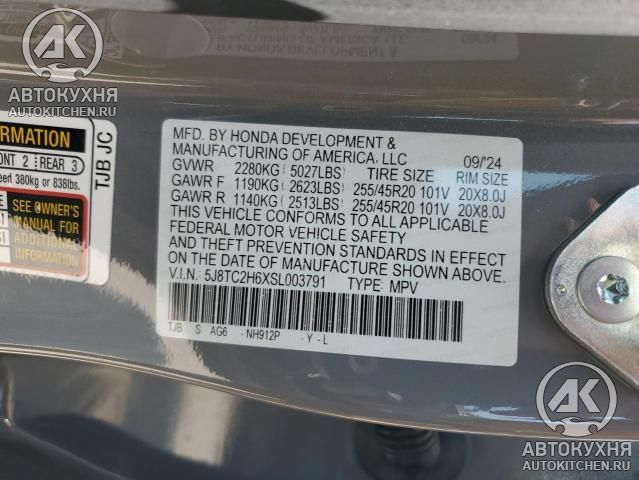 AK
АВТОКУХНЯ
AUTOKITCHEN.RU
FORMATION
ONT 2 REAR 3
ceed 380kg or 838lbs.
SEE OWNER'S
MANUAL FOR
ADDITIONAL
INFORMATION
TJB JC
MFD. BY HONDA DEVELOPMENT &
MANUFACTURING OF AMERICA, LLC 09/'24
GVWR 2280KG (5027LBS) TIRE SIZE RIM SIZE
GAWR F 1190KG (2623LBS) 255/45R20 101V 20X8.0J
GAWR R 1140KG (2513LBS) 255/45R20 101V 20X8.0J
THIS VEHICLE CONFORMS TO ALL APPLICABLE
FEDERAL MOTOR VEHICLE SAFETY
AND THEFT PREVENTION STANDARDS IN EFFECT
ON THE DATE OF MANUFACTURE SHOWN ABOVE.
V.I.N.: 5J8TC2H6XSL003791 TYPE: MPV
TJB S AG6 NH912P Y-L
AK
АВТОКУХНЯ
AUTOKITCHEN.RU